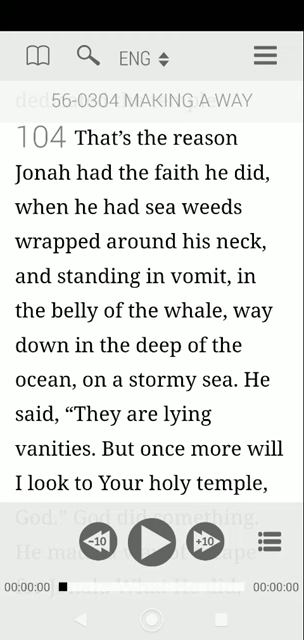 ENG
56-0304 MAKING A WAY
104 That's the reason
Jonah had the faith he did,
when he had sea weeds
wrapped around his neck,
and standing in vomit, in
the belly of the whale, way
down in the deep of the
ocean, on a stormy sea. He
said, “They are lying
vanities. But once more will
I look to Your holy temple,
God.” God did something.
-10
+10
00:00:00
00:00:00